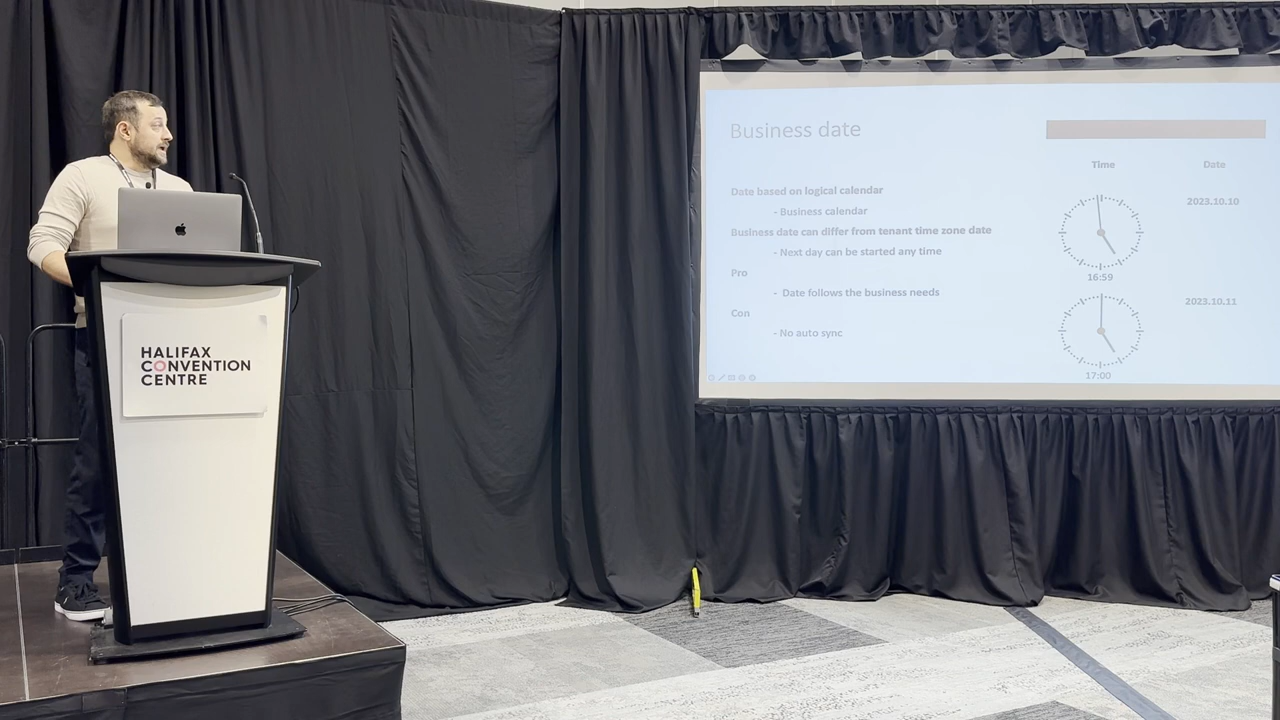 HALIFAX
CONVENTION
CENTRE
Business date
Date based on logical calendar
- Business calendar
Business date can differ from tenant time zone date
- Next day can be started any time
Pro
- Date follows the business needs
Con
- No auto sync
Time
Date
2023.10.10
16:59
2023.10.11
17:00